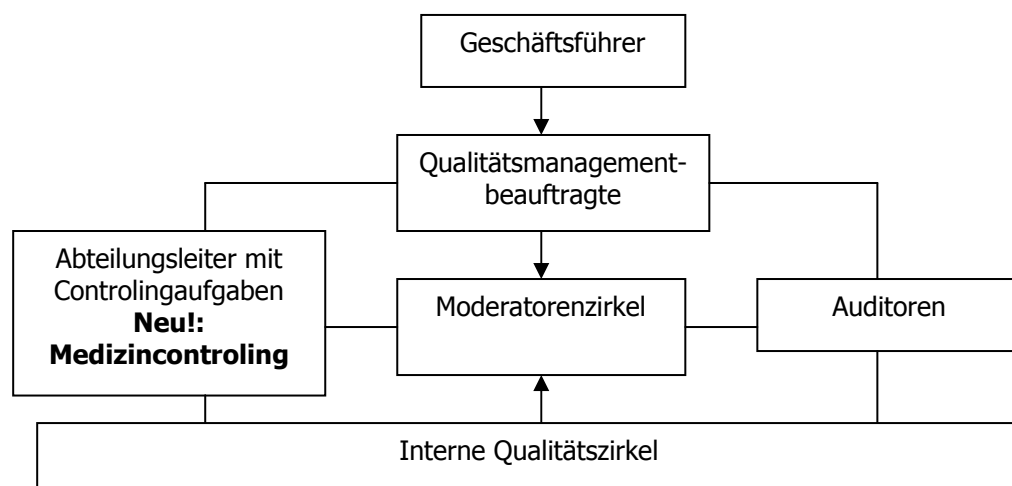 Geschäftsführer
Qualitätsmanagement-
beauftragte
Abteilungsleiter mit
Controlingaufgaben
Neu!:
Medizincontroling
Moderatorenzirkel
Auditoren
Interne Qualitätszirkel